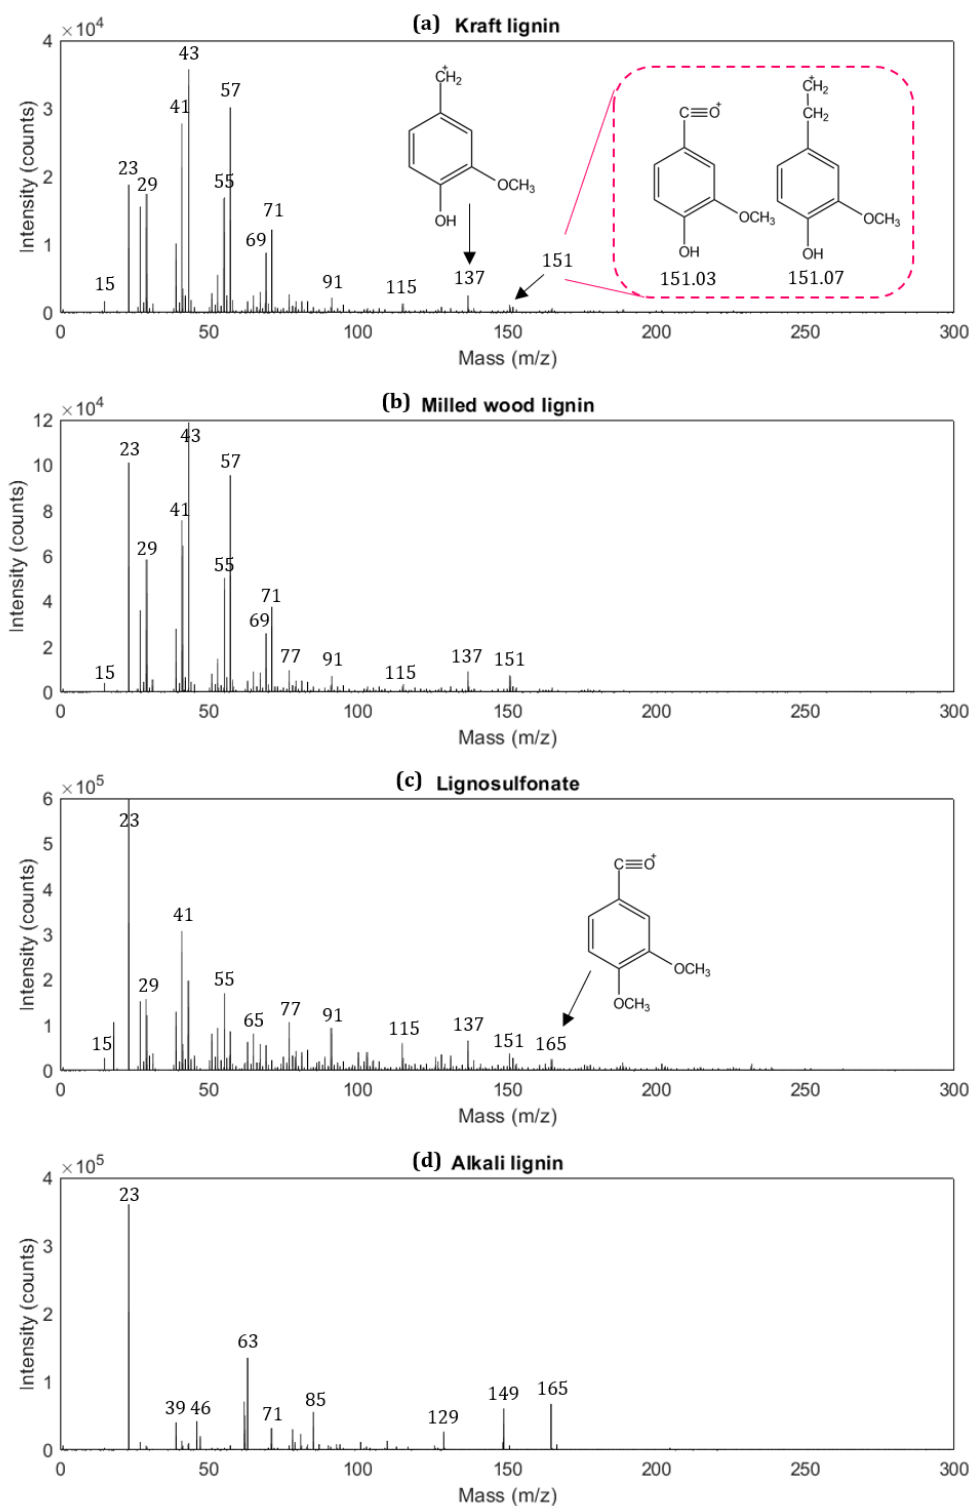 (a) Kraft lignin
×10⁴
4
3
2
1
0
Intensity (counts)
15
23
29
41
43
55
57
69
71
91
115
137
151
+
CH2
OCH3
OH
+
C≡O
OCH3
OH
151.03
+
CH2
CH2
OCH3
OH
151.07
0 50 100 150 200 250 300
Mass (m/z)
(b) Milled wood lignin
×10⁴
12
10
8
6
4
2
0
Intensity (counts)
15
23
29
41
43
55
57
69
71
77
91
115
137
151
0 50 100 150 200 250 300
Mass (m/z)
(c) Lignosulfonate
×10⁵
6
5
4
3
2
1
0
Intensity (counts)
15
23
29
41
55
65
77
91
115
137
151
165
+
C≡O
OCH3
OCH3
0 50 100 150 200 250 300
Mass (m/z)
(d) Alkali lignin
×10⁵
4
3
2
1
0
Intensity (counts)
23
39
46
63
71
85
129
149
165
0 50 100 150 200 250 300
Mass (m/z)